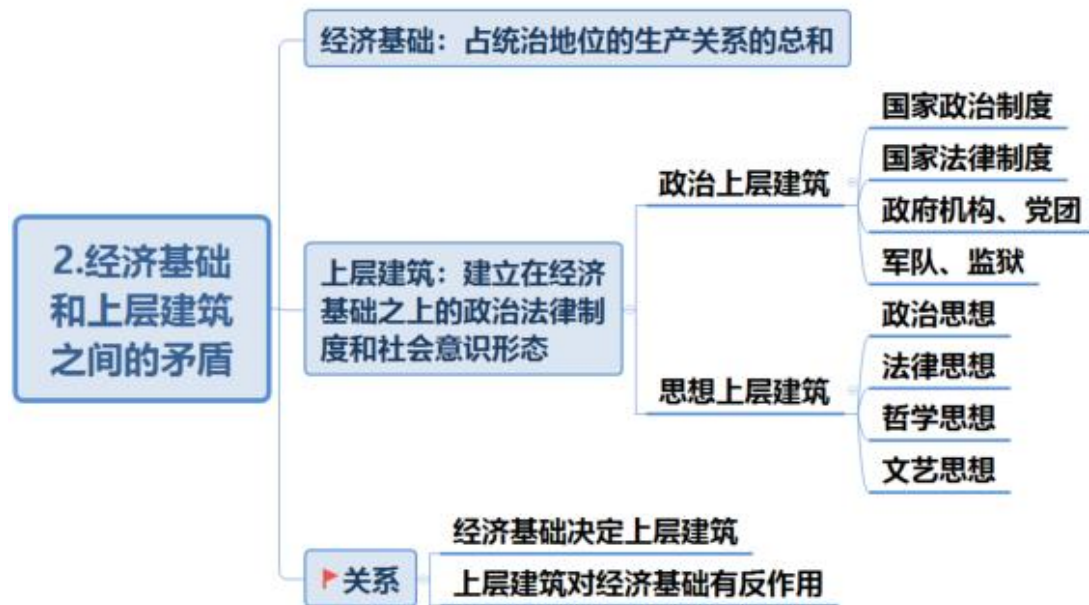 2.经济基础
和上层建筑
之间的矛盾
经济基础：占统治地位的生产关系的总和
上层建筑：建立在经济
基础之上的政治法律制
度和社会意识形态
政治上层建筑
国家政治制度
国家法律制度
政府机构、党团
军队、监狱
思想上层建筑
政治思想
法律思想
哲学思想
文艺思想
关系
经济基础决定上层建筑
上层建筑对经济基础有反作用